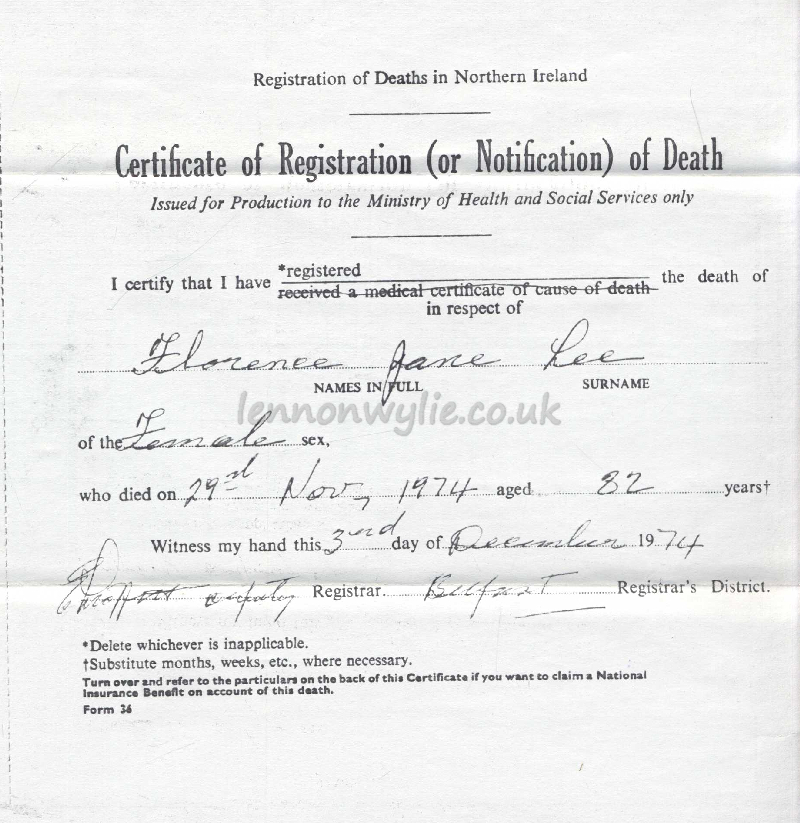 Registration of Deaths in Northern Ireland
Certificate of Registration (or Notification) of Death
Issued for Production to the Ministry of Health and Social Services only
*registered
I certify that I have received a medical certificate of cause of death the death of
in respect of
Florence Jane Lee
NAMES IN FULL SURNAME
lennonwylie.co.uk
of the Female sex,
who died on 29st Nov, 1974 aged 82 years†
Witness my hand this 3rd day of December 1974
deputy Registrar. Belfast Registrar's District.
*Delete whichever is inapplicable.
†Substitute months, weeks, etc., where necessary.
Turn over and refer to the particulars on the back of this Certificate if you want to claim a National
Insurance Benefit on account of this death.
Form 36